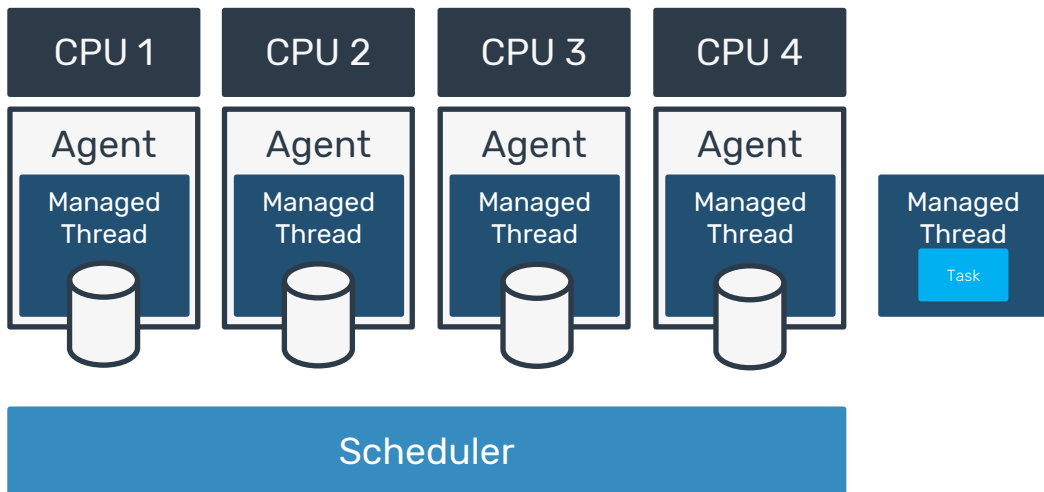 CPU 1
CPU 2
CPU 3
CPU 4
Agent
Agent
Agent
Agent
Managed
Thread
Managed
Thread
Managed
Thread
Managed
Thread
Managed
Thread
Task
Scheduler